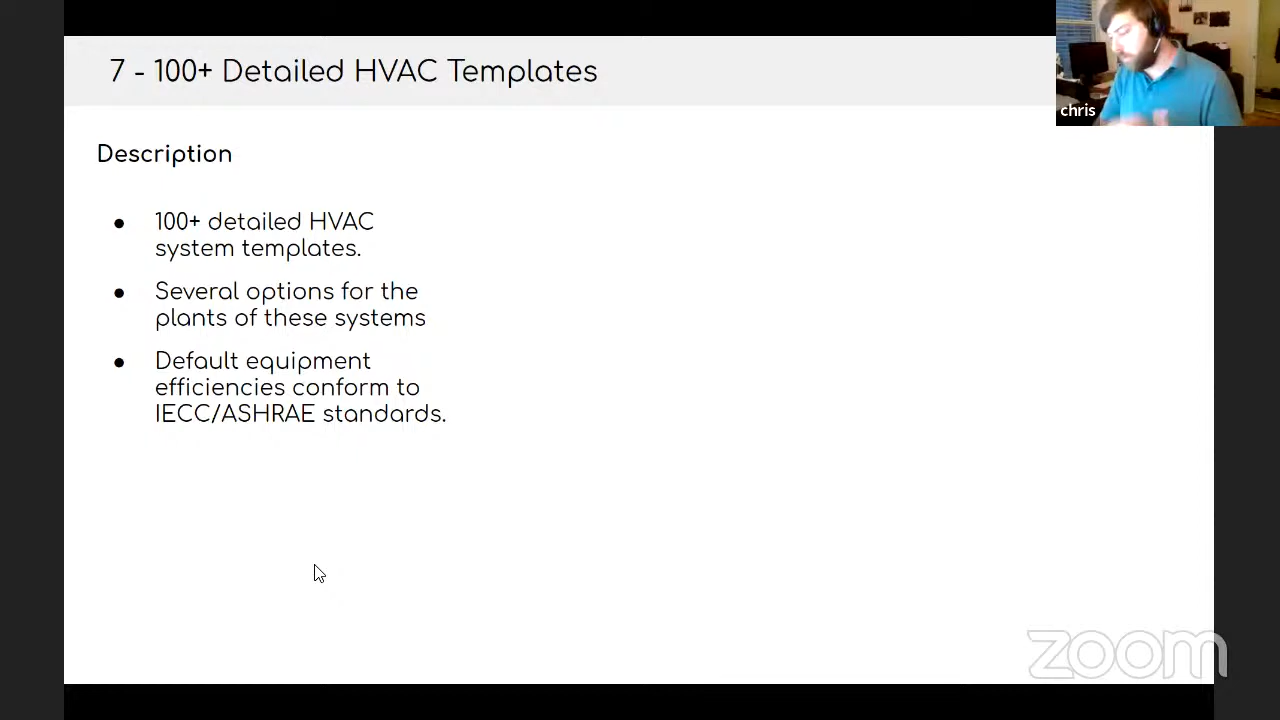 7 - 100+ Detailed HVAC Templates
chris
Description
● 100+ detailed HVAC
system templates.
● Several options for the
plants of these systems
● Default equipment
efficiencies conform to
IECC/ASHRAE standards.
zoom